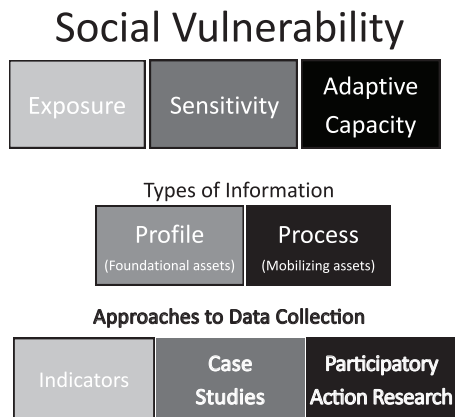 Social Vulnerability
Exposure
Sensitivity
Adaptive
Capacity
Types of Information
Profile
(Foundational assets)
Process
(Mobilizing assets)
Approaches to Data Collection
Indicators
Case
Studies
Participatory
Action Research